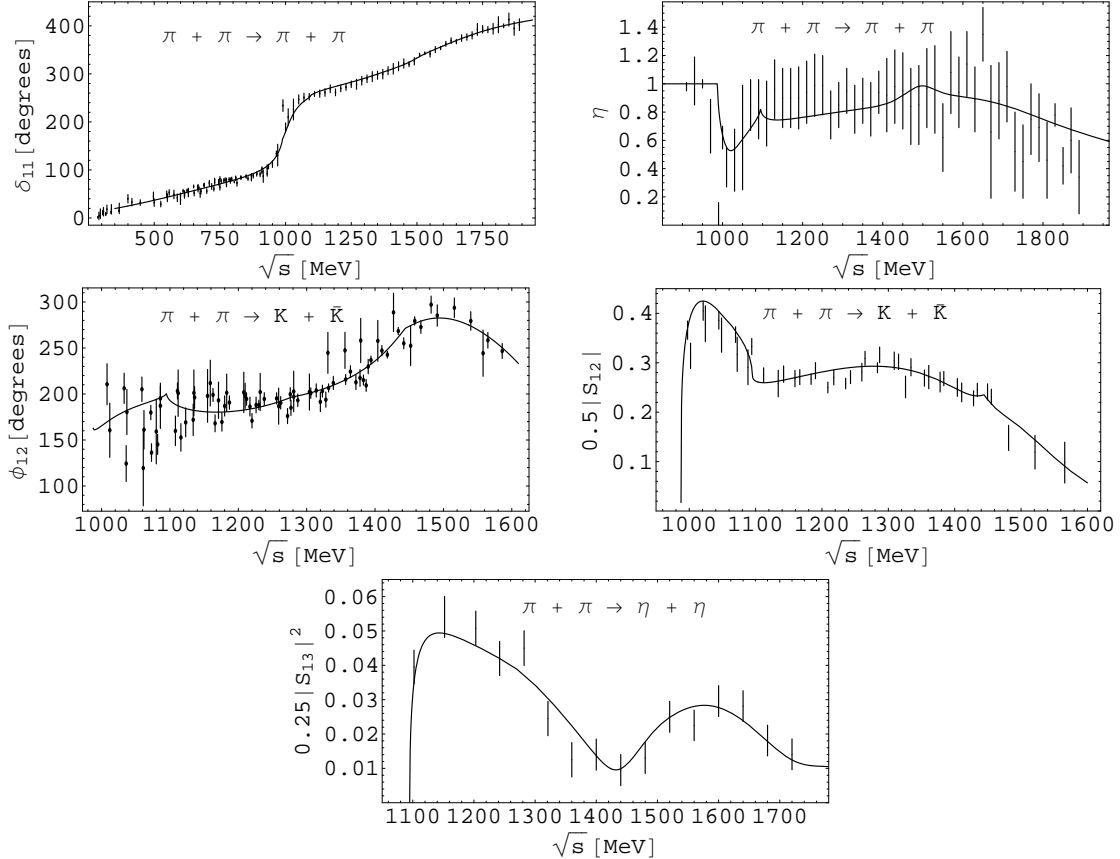 π + π → π + π
δ₁₁[degrees]
400
300
200
100
0
500 750 1000 1250 1500 1750
√s [MeV]
π + π → π + π
η
1.4
1.2
1
0.8
0.6
0.4
0.2
1000 1200 1400 1600 1800
√s [MeV]
π + π → K + K̄
ϕ₁₂[degrees]
300
250
200
150
100
1000 1100 1200 1300 1400 1500 1600
√s [MeV]
π + π → K + K̄
0.5|S₁₂|
0.4
0.3
0.2
0.1
1000 1100 1200 1300 1400 1500 1600
√s [MeV]
π + π → η + η
0.25|S₁₃|²
0.06
0.05
0.04
0.03
0.02
0.01
1100 1200 1300 1400 1500 1600 1700
√s [MeV]